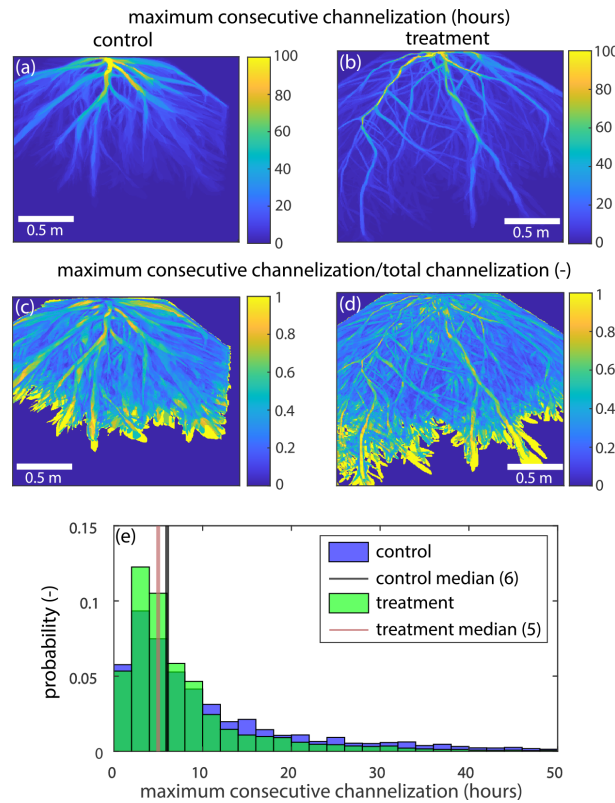 maximum consecutive channelization (hours)
control
treatment
(a)
100
80
60
40
20
0
0.5 m
(b)
100
80
60
40
20
0
0.5 m
maximum consecutive channelization/total channelization (-)
(c)
1
0.8
0.6
0.4
0.2
0
0.5 m
(d)
1
0.8
0.6
0.4
0.2
0
0.5 m
(e)
probability (-)
0.15
0.1
0.05
0
control
control median (6)
treatment
treatment median (5)
0 10 20 30 40 50
maximum consecutive channelization (hours)